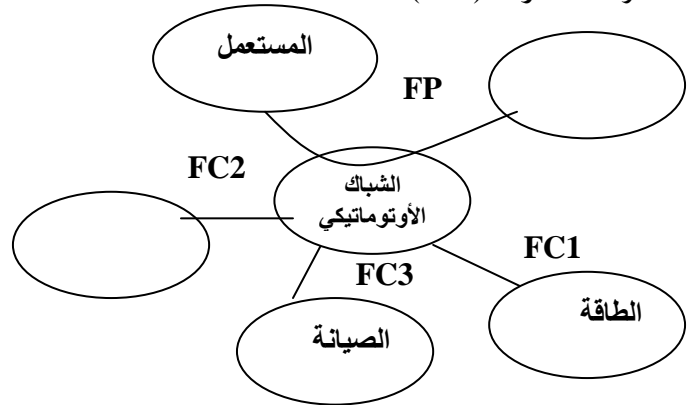 المستعمل
FP
FC2
الشباك
الأوتوماتيكي
FC1
FC3
الطاقة
الصيانة